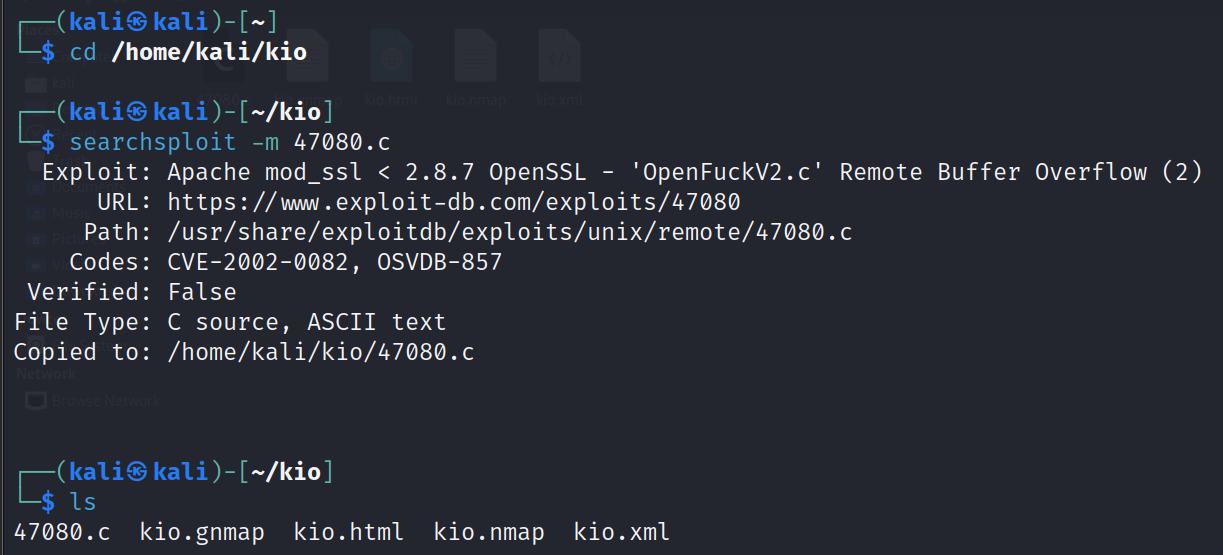 ┌──(kali㉿kali)-[~]
└─$ cd /home/kali/kio
┌──(kali㉿kali)-[~/kio]
└─$ searchsploit -m 47080.c
Exploit: Apache mod_ssl < 2.8.7 OpenSSL - 'OpenFuckV2.c' Remote Buffer Overflow (2)
URL: https://www.exploit-db.com/exploits/47080
Path: /usr/share/exploitdb/exploits/unix/remote/47080.c
Codes: CVE-2002-0082, OSVDB-857
Verified: False
File Type: C source, ASCII text
Copied to: /home/kali/kio/47080.c
Network
Browse Network
┌──(kali㉿kali)-[~/kio]
└─$ ls
47080.c  kio.gnmap  kio.html  kio.nmap  kio.xml